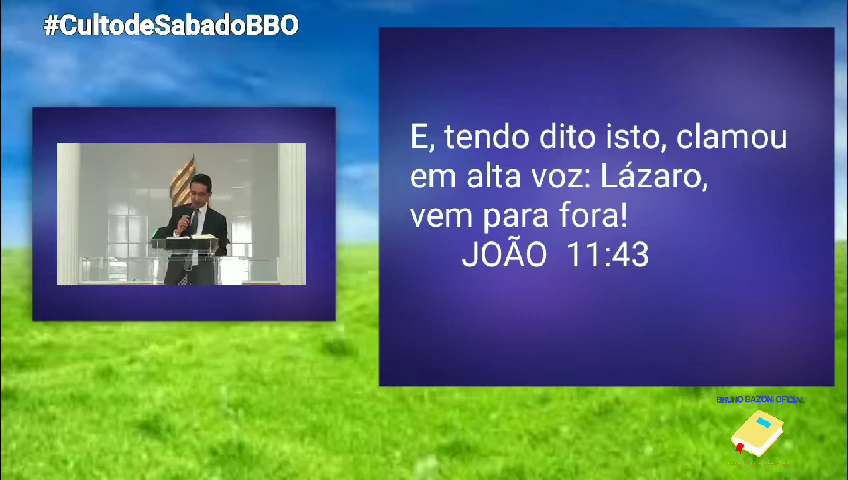 #CultodeSabadoBBO
E, tendo dito isto, clamou
em alta voz: Lázaro,
vem para fora!
JOÃO 11:43
BRUNO BAZONI OFICIAL